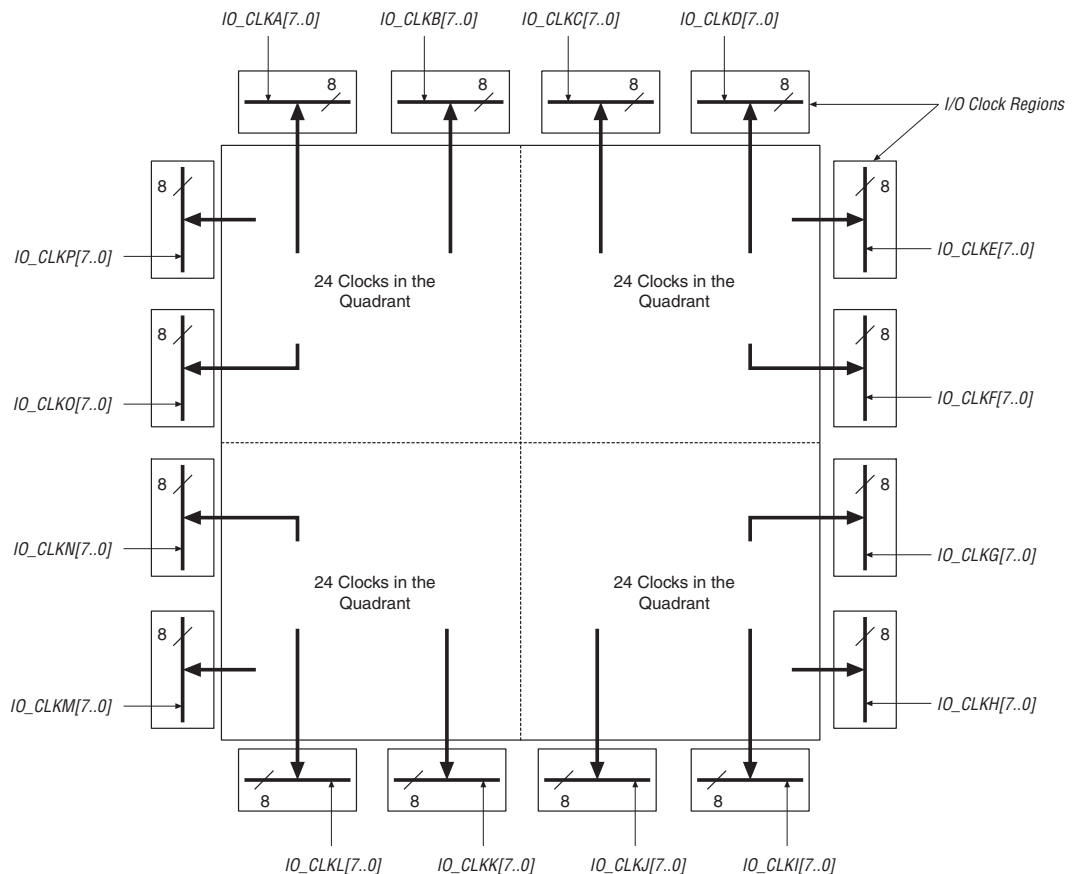 IO_CLKA[7..0]
IO_CLKB[7..0]
IO_CLKC[7..0]
IO_CLKD[7..0]
8
8
8
8
I/O Clock Regions
8
8
IO_CLKP[7..0]
IO_CLKE[7..0]
24 Clocks in the
Quadrant
24 Clocks in the
Quadrant
8
8
IO_CLKO[7..0]
IO_CLKF[7..0]
8
8
IO_CLKN[7..0]
IO_CLKG[7..0]
24 Clocks in the
Quadrant
24 Clocks in the
Quadrant
8
8
IO_CLKM[7..0]
IO_CLKH[7..0]
8
8
8
8
IO_CLKL[7..0]
IO_CLKK[7..0]
IO_CLKJ[7..0]
IO_CLKI[7..0]